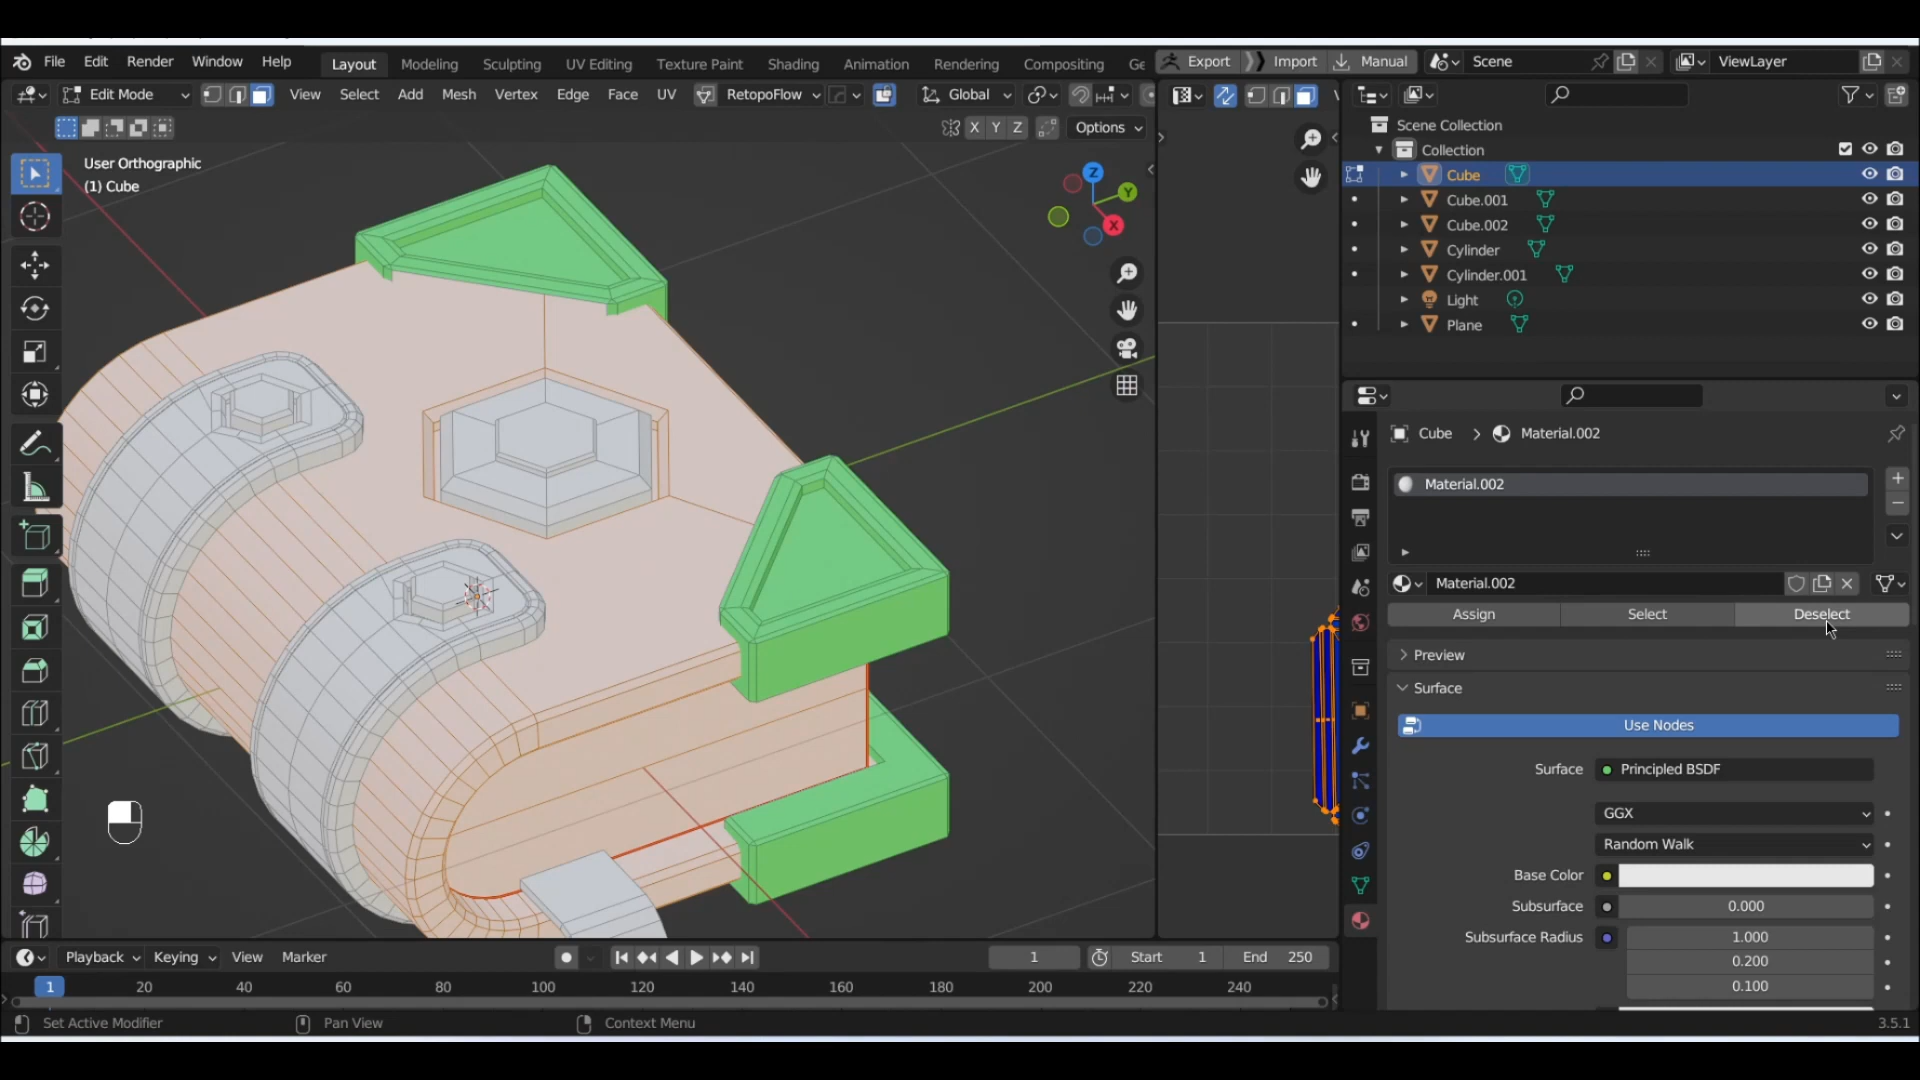 File Edit Render Window Help Layout Modeling Sculpting UV Editing Texture Paint Shading Animation Rendering Compositing Ge Export Import Manual Scene ViewLayer
Edit Mode View Select Add Mesh Vertex Edge Face UV RetopoFlow Global
X Y Z Options
User Orthographic
(1) Cube
Z
Y
X
Scene Collection
Collection
Cube
Cube.001
Cube.002
Cylinder
Cylinder.001
Light
Plane
Cube > Material.002
Material.002
Material.002
Assign Select Deselect
Preview
Surface
Use Nodes
Surface Principled BSDF
GGX
Random Walk
Base Color
Subsurface 0.000
Subsurface Radius 1.000
0.200
0.100
Playback Keying View Marker 1 Start 1 End 250
1 20 40 60 80 100 120 140 160 180 200 220 240
Set Active Modifier Pan View Context Menu 3.5.1